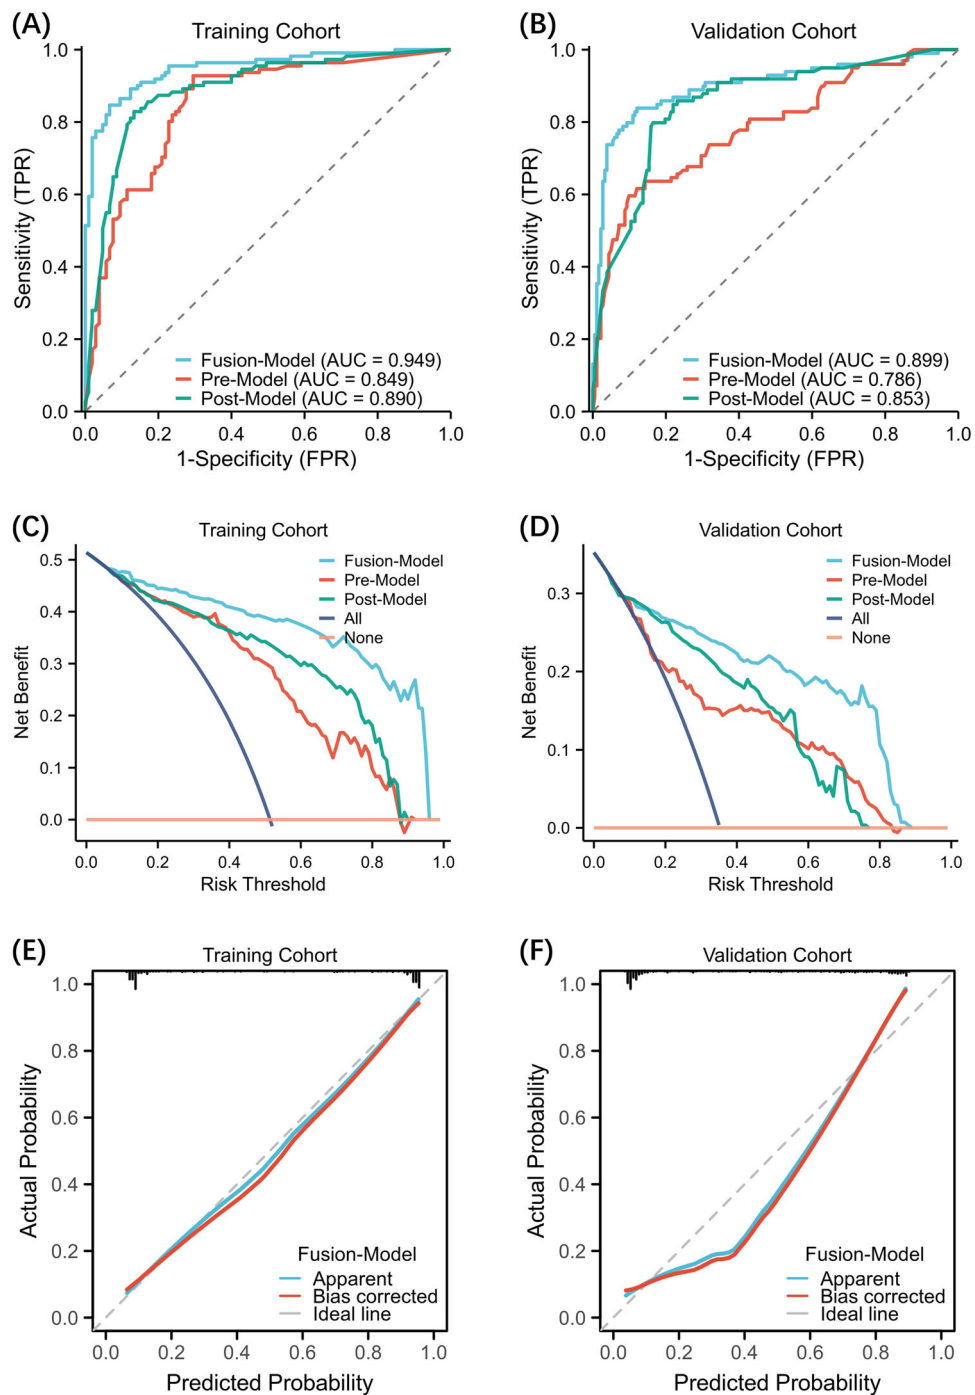 (A)
Training Cohort
1.0
0.8
0.6
0.4
0.2
0.0
Sensitivity (TPR)
Fusion-Model (AUC = 0.949)
Pre-Model (AUC = 0.849)
Post-Model (AUC = 0.890)
0.0 0.2 0.4 0.6 0.8 1.0
1-Specificity (FPR)
(B)
Validation Cohort
1.0
0.8
0.6
0.4
0.2
0.0
Sensitivity (TPR)
Fusion-Model (AUC = 0.899)
Pre-Model (AUC = 0.786)
Post-Model (AUC = 0.853)
0.0 0.2 0.4 0.6 0.8 1.0
1-Specificity (FPR)
(C)
Training Cohort
0.5
0.4
0.3
0.2
0.1
0.0
Net Benefit
Fusion-Model
Pre-Model
Post-Model
All
None
0.0 0.2 0.4 0.6 0.8 1.0
Risk Threshold
(D)
Validation Cohort
0.3
0.2
0.1
0.0
Net Benefit
Fusion-Model
Pre-Model
Post-Model
All
None
0.0 0.2 0.4 0.6 0.8 1.0
Risk Threshold
(E)
Training Cohort
1.0
0.8
0.6
0.4
0.2
0.0
Actual Probability
Fusion-Model
Apparent
Bias corrected
Ideal line
0.0 0.2 0.4 0.6 0.8 1.0
Predicted Probability
(F)
Validation Cohort
1.0
0.8
0.6
0.4
0.2
0.0
Actual Probability
Fusion-Model
Apparent
Bias corrected
Ideal line
0.0 0.2 0.4 0.6 0.8 1.0
Predicted Probability